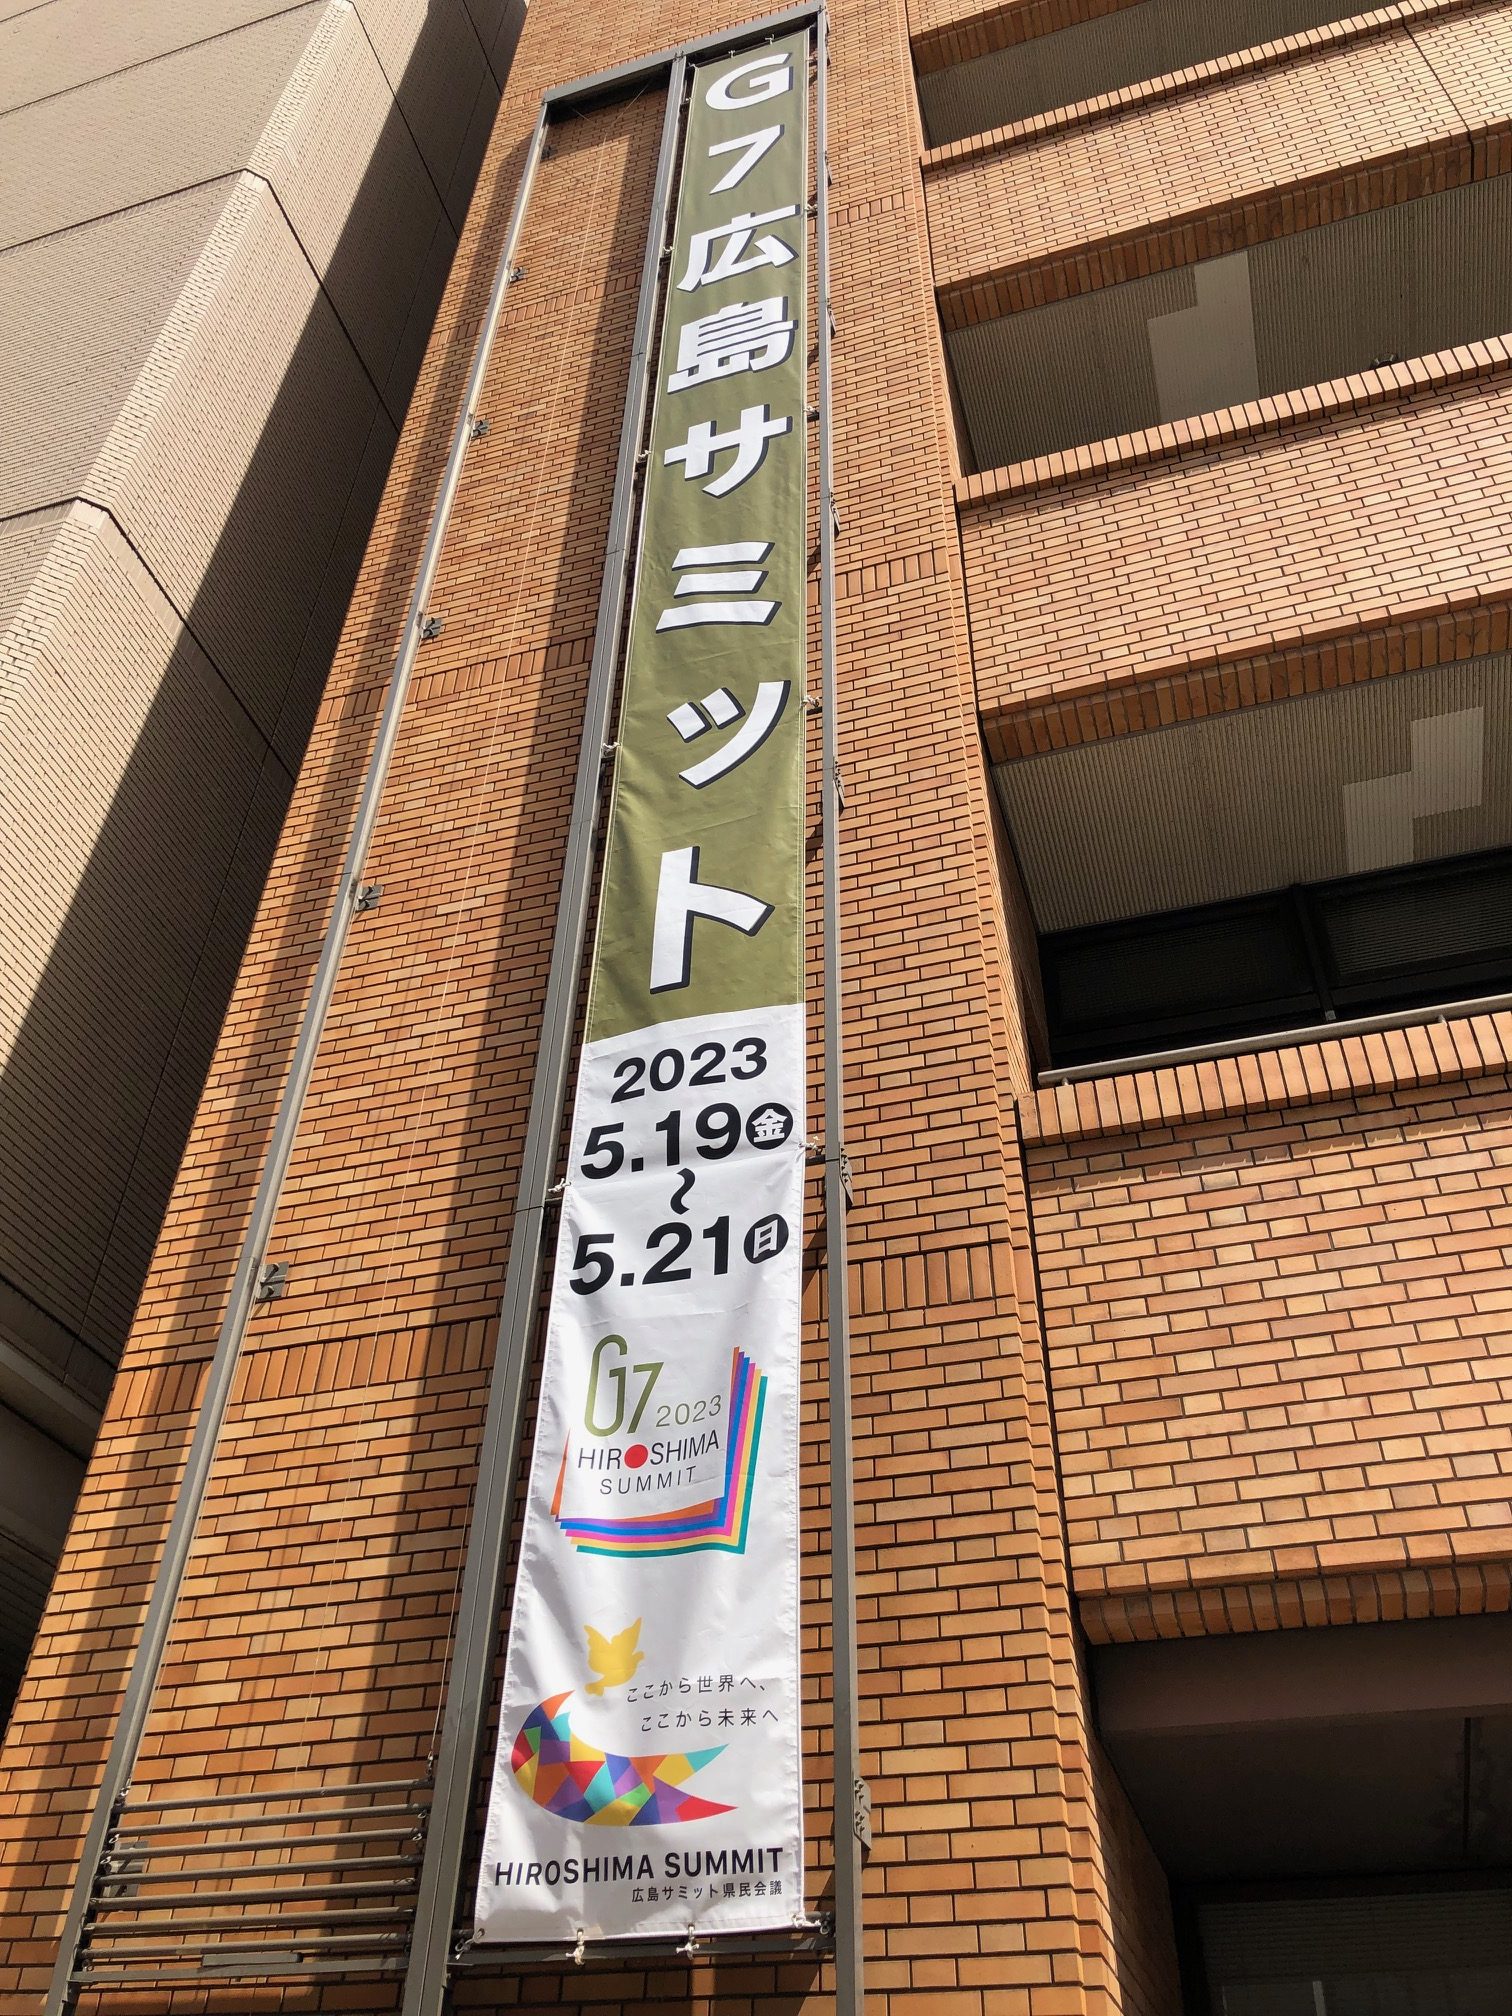 G7広島サミット
2023
5.19金
〜
5.21日
G7 2023
HIROSHIMA
SUMMIT
ここから世界へ、
ここから未来へ
HIROSHIMA SUMMIT
広島サミット県民会議